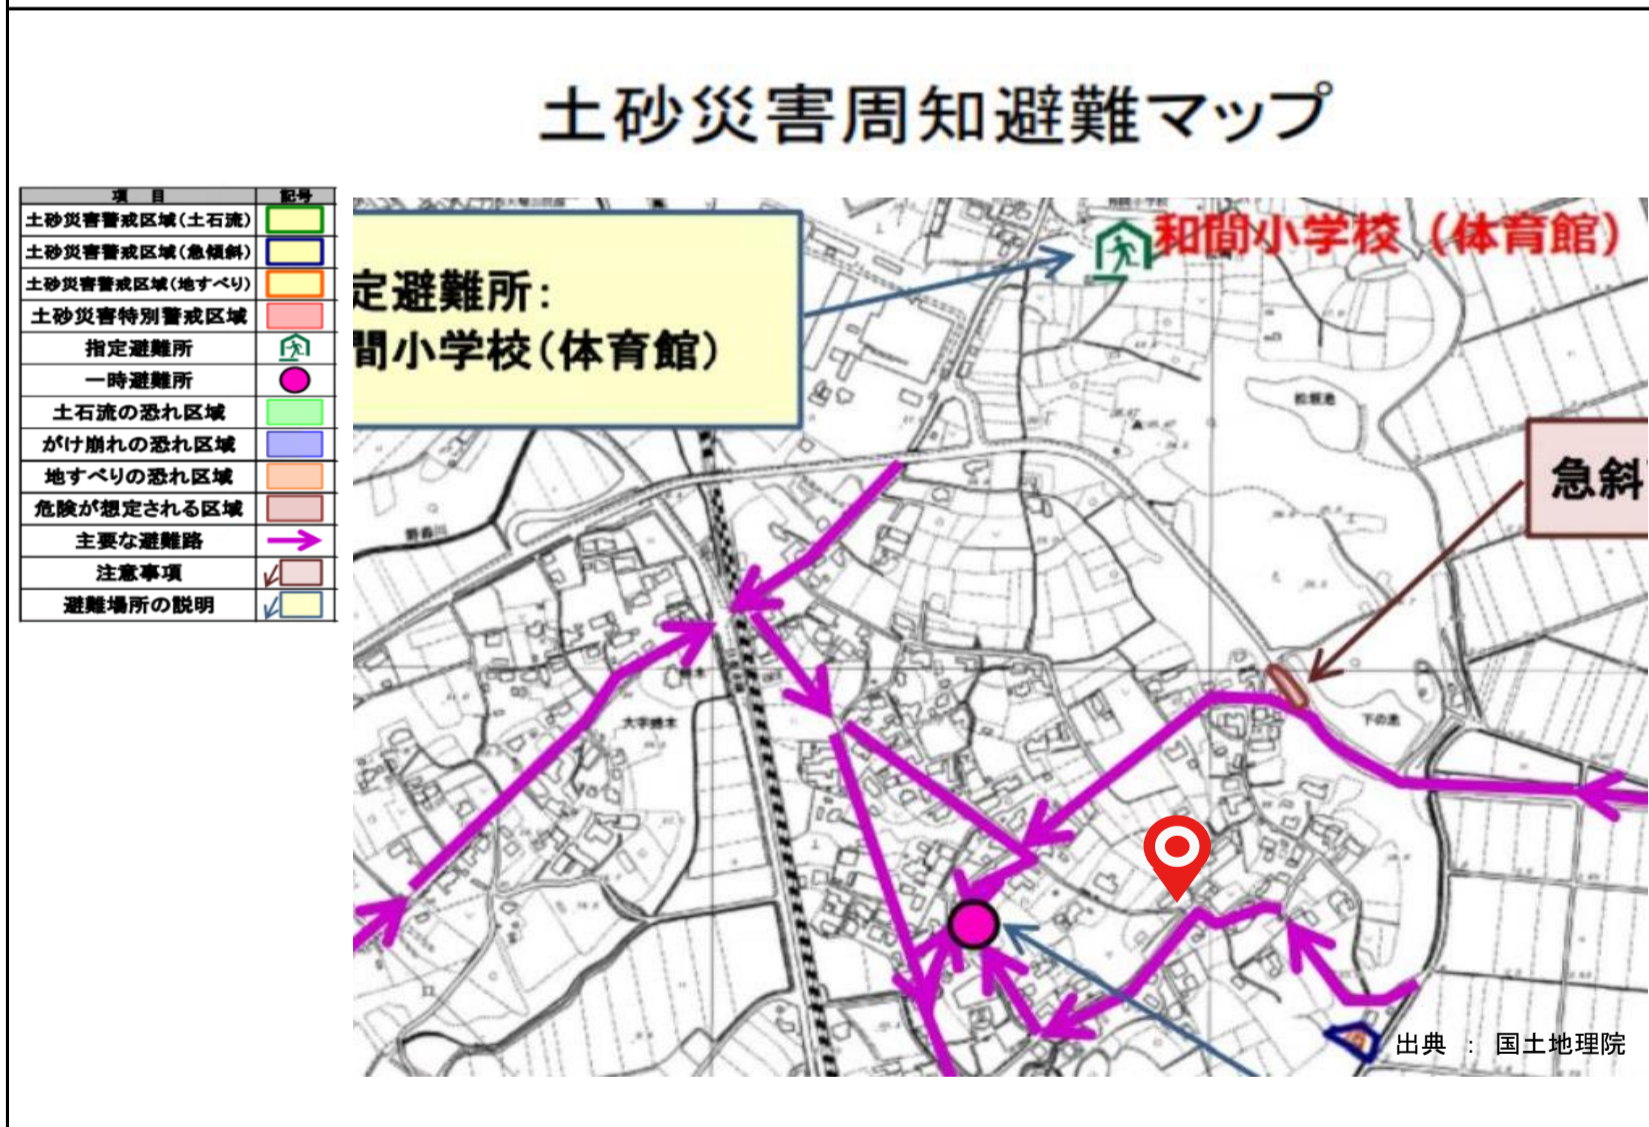 土砂災害周知避難マップ
項　目　記号
土砂災害警戒区域(土石流)
土砂災害警戒区域(急傾斜)
土砂災害警戒区域(地すべり)
土砂災害特別警戒区域
指定避難所
一時避難所
土石流の恐れ区域
がけ崩れの恐れ区域
地すべりの恐れ区域
危険が想定される区域
主要な避難路
注意事項
避難場所の説明
定避難所:
間小学校(体育館)
和間小学校（体育館）
急斜
下の池
出典 ： 国土地理院